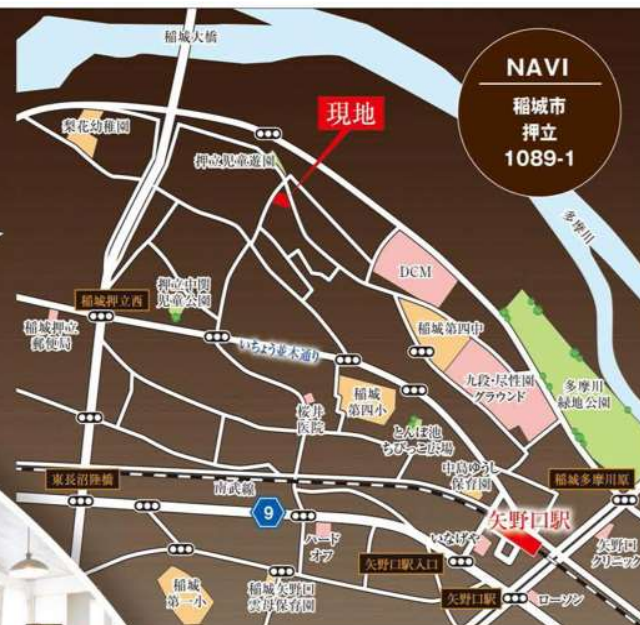 稲城大橋
NAVI
稲城市
押立
1089-1
梨花幼稚園
現地
押立児童遊園
多摩川
DCM
押立中関
児童公園
稲城押立西
稲城押立
郵便局
いちょう並木通り
稲城第四中
九段・尽性園
グラウンド
多摩川
緑地公園
稲城
第四小
桜井
医院
とんぼ池
ちびっこ広場
中島ゆうし
保育園
東長沼陸橋
南武線
稲城多摩川原
9
矢野口駅
ハード
オフ
いなげや
矢野口
クリニック
矢野口駅入口
稲城
第一小
稲城矢野口
雲母保育園
矢野口駅
ローソン